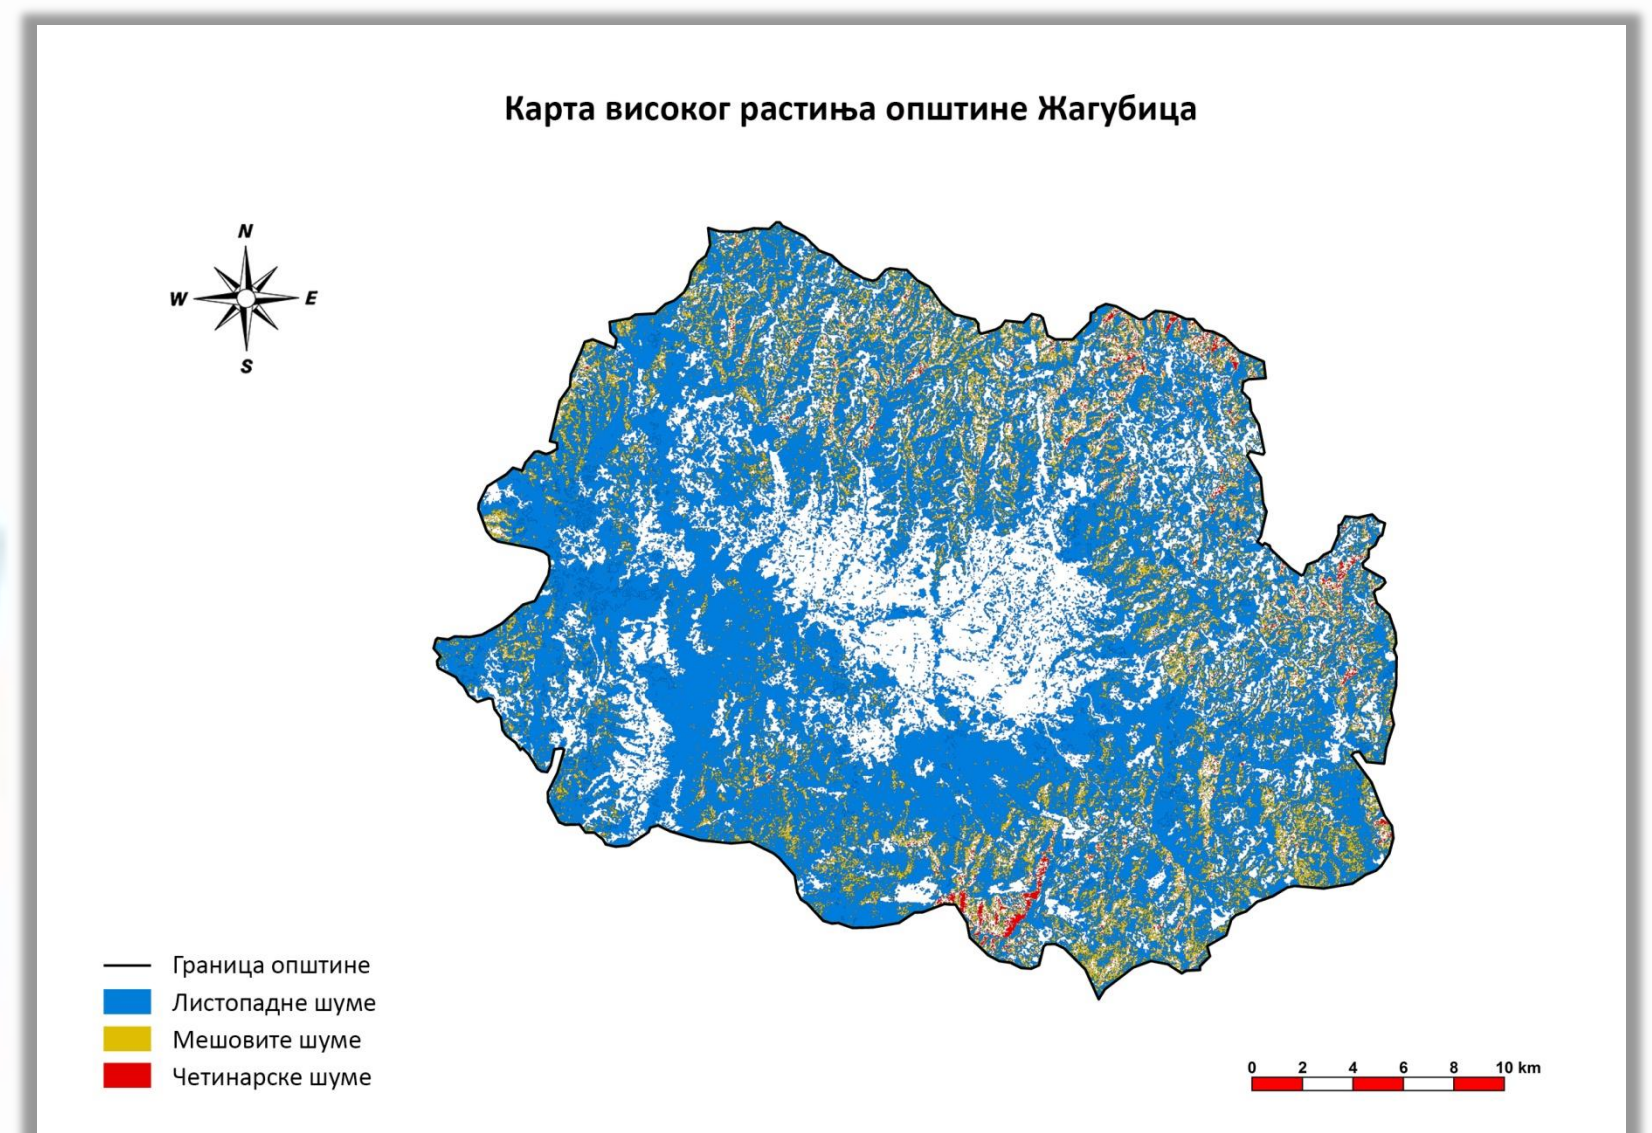 Карта високог растиња општине Жагубица
N
W E
S
Граница општине
Листопадне шуме
Мешовите шуме
Четинарске шуме
0 2 4 6 8 10 km